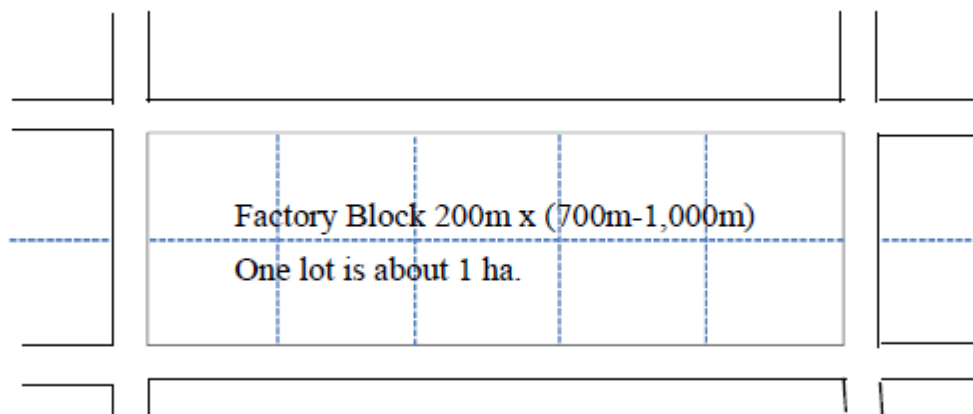 Factory Block 200m x (700m-1,000m)
One lot is about 1 ha.